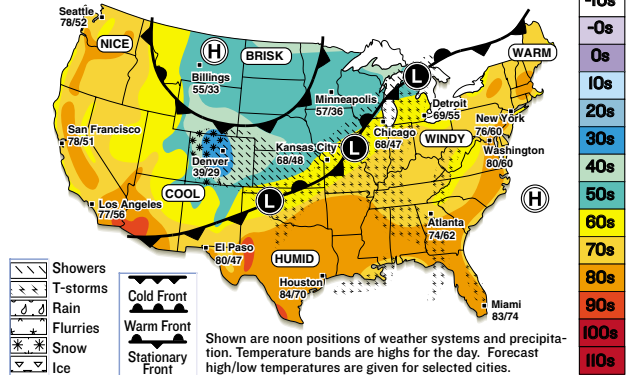 Seattle
78/52
NICE
H
BRISK
Billings
55/33
WARM
L
Minneapolis
57/36
Detroit
69/55
New York
76/60
San Francisco
78/51
Kansas City
68/48
L
Chicago
68/47
WINDY
Washington
80/60
Denver
39/29
COOL
L
H
Los Angeles
77/56
Atlanta
74/62
El Paso
80/47
HUMID
Houston
84/70
Miami
83/74
Showers
T-storms
Rain
Flurries
Snow
Ice
Cold Front
Warm Front
Stationary
Front
Shown are noon positions of weather systems and precipita-
tion. Temperature bands are highs for the day. Forecast
high/low temperatures are given for selected cities.
-10s
-0s
0s
10s
20s
30s
40s
50s
60s
70s
80s
90s
100s
110s